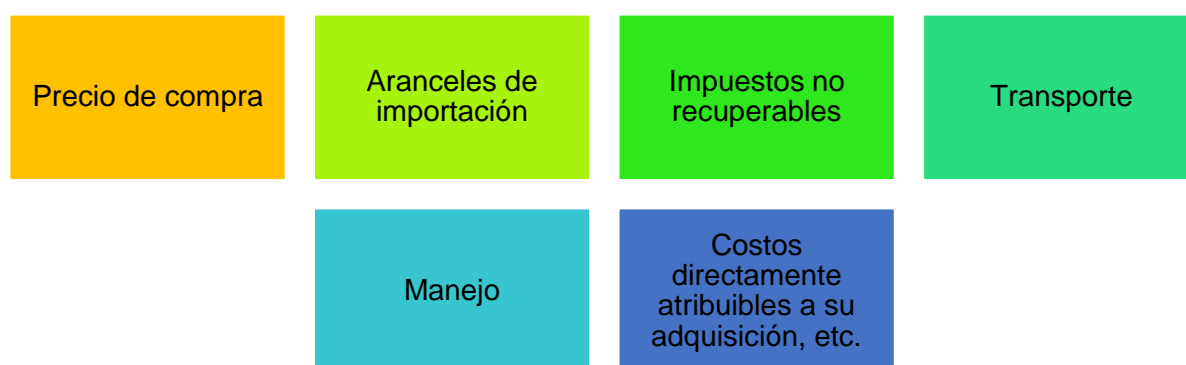 Precio de compra
Aranceles de
importación
Impuestos no
recuperables
Transporte
Manejo
Costos
directamente
atribuibles a su
adquisición, etc.